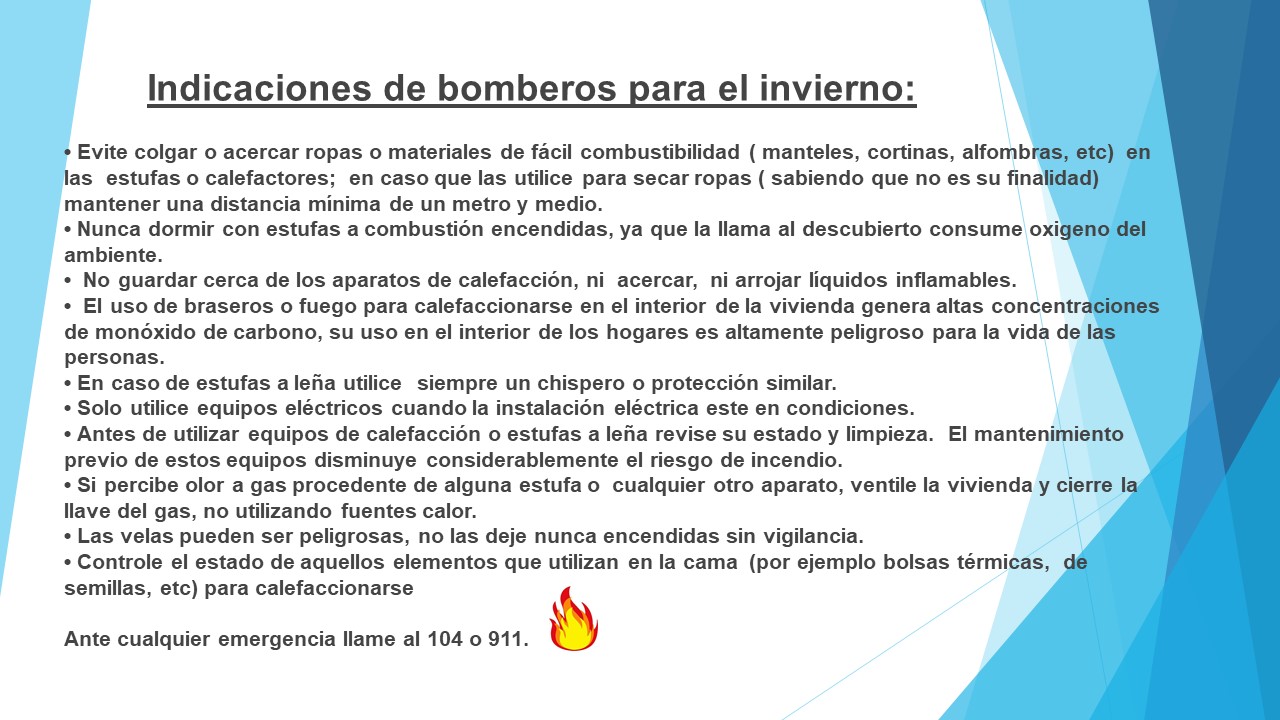 Indicaciones de bomberos para el invierno:
• Evite colgar o acercar ropas o materiales de fácil combustibilidad ( manteles, cortinas, alfombras, etc) en
las estufas o calefactores; en caso que las utilice para secar ropas ( sabiendo que no es su finalidad)
mantener una distancia mínima de un metro y medio.
• Nunca dormir con estufas a combustión encendidas, ya que la llama al descubierto consume oxigeno del
ambiente.
• No guardar cerca de los aparatos de calefacción, ni acercar, ni arrojar líquidos inflamables.
• El uso de braseros o fuego para calefaccionarse en el interior de la vivienda genera altas concentraciones
de monóxido de carbono, su uso en el interior de los hogares es altamente peligroso para la vida de las
personas.
• En caso de estufas a leña utilice siempre un chispero o protección similar.
• Solo utilice equipos eléctricos cuando la instalación eléctrica este en condiciones.
• Antes de utilizar equipos de calefacción o estufas a leña revise su estado y limpieza. El mantenimiento
previo de estos equipos disminuye considerablemente el riesgo de incendio.
• Si percibe olor a gas procedente de alguna estufa o cualquier otro aparato, ventile la vivienda y cierre la
llave del gas, no utilizando fuentes calor.
• Las velas pueden ser peligrosas, no las deje nunca encendidas sin vigilancia.
• Controle el estado de aquellos elementos que utilizan en la cama (por ejemplo bolsas térmicas, de
semillas, etc) para calefaccionarse
Ante cualquier emergencia llame al 104 o 911.